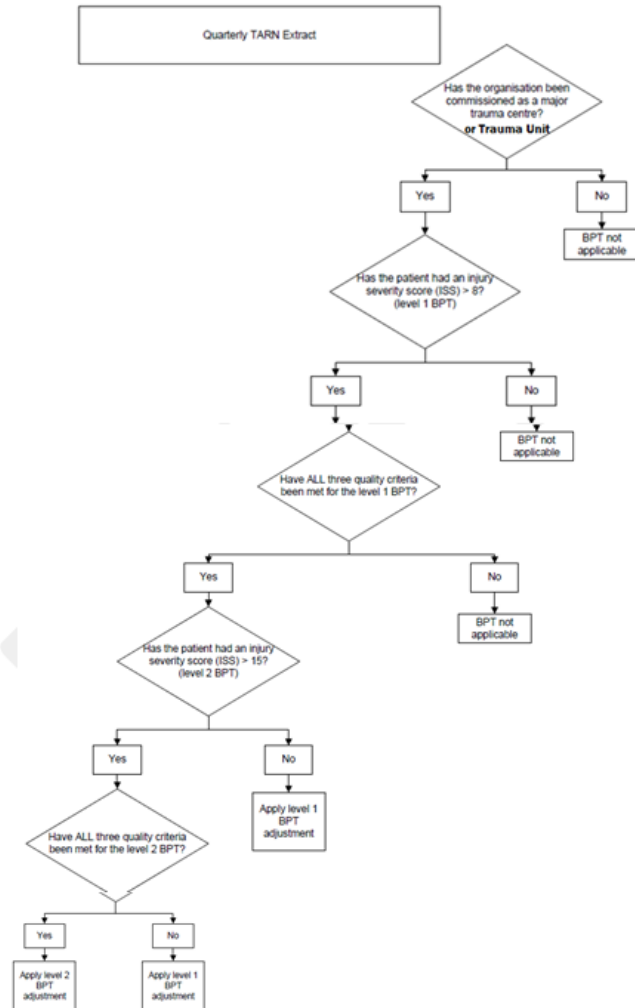 Quarterly TARN Extract
Has the organisation been
commissioned as a major
trauma centre?
or Trauma Unit
Yes
No
BPT not
applicable
Has the patient had an injury
severity score (ISS) > 8?
(level 1 BPT)
Yes
No
BPT not
applicable
Have ALL three quality criteria
been met for the level 1 BPT?
Yes
No
BPT not
applicable
Has the patient had an injury
severity score (ISS) > 15?
(level 2 BPT)
Yes
No
Apply level 1
BPT
adjustment
Have ALL three quality criteria
been met for the level 2 BPT?
Yes
No
Apply level 2
BPT
adjustment
Apply level 1
BPT
adjustment